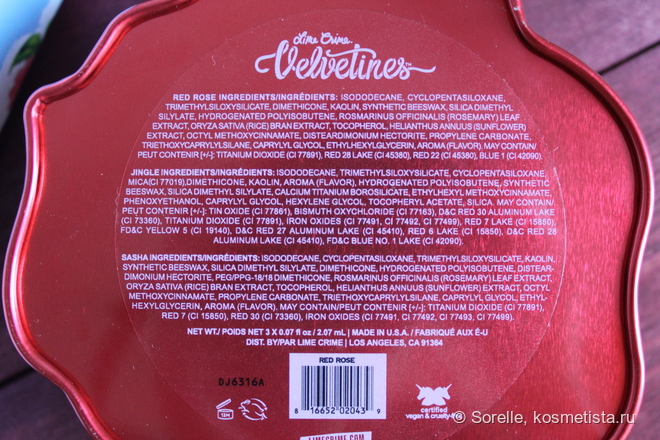 Lime Crime.
Velvetines™
RED ROSE INGREDIENTS/INGRÉDIENTS: ISODODECANE, CYCLOPENTASILOXANE,
TRIMETHYLSILOXYSILICATE, DIMETHICONE, KAOLIN, SYNTHETIC BEESWAX, SILICA DIMETHYL
SILYLATE, HYDROGENATED POLYISOBUTENE, ROSMARINUS OFFICINALIS (ROSEMARY) LEAF
EXTRACT, ORYZA SATIVA (RICE) BRAN EXTRACT, TOCOPHEROL, HELIANTHUS ANNUUS (SUNFLOWER)
EXTRACT, OCTYL METHOXYCINNAMATE, DISTEARDIMONIUM HECTORITE, PROPYLENE CARBONATE,
TRIETHOXYCAPRYLYLSILANE, CAPRYLYL GLYCOL, ETHYLHEXYLGLYCERIN, AROMA (FLAVOR). MAY CONTAIN/
PEUT CONTENIR [+/-]: TITANIUM DIOXIDE (CI 77891), RED 28 LAKE (CI 45380), RED 22 (CI 45380), BLUE 1 (CI 42090).
JINGLE INGREDIENTS/INGRÉDIENTS: ISODODECANE, TRIMETHYLSILOXYSILICATE, CYCLOPENTASILOXANE,
MICA(CI 77019),DIMETHICONE, KAOLIN, AROMA (FLAVOR), HYDROGENATED POLYISOBUTENE, SYNTHETIC
BEESWAX, SILICA DIMETHYL SILYLATE, CALCIUM TITANIUM BOROSILICATE, ETHYLHEXYL METHOXYCINNAMATE,
PHENOXYETHANOL, CAPRYLYL GLYCOL, HEXYLENE GLYCOL, TOCOPHERYL ACETATE, SILICA. MAY CONTAIN/
PEUT CONTENIR [+/-]: TIN OXIDE (CI 77861), BISMUTH OXYCHLORIDE (CI 77163), D&C RED 30 ALUMINUM LAKE
(CI 73360), TITANIUM DIOXIDE (CI 77891), IRON OXIDES (CI 77491, CI 77492, CI 77499), RED 7 LAKE (CI 15850)
FD&C YELLOW 5 (CI 19140), D&C RED 27 ALUMINUM LAKE (CI 45410), RED 6 LAKE (15850), D&C RED 28
ALUMINUM LAKE (CI 45410), FD&C BLUE NO. 1 LAKE (CI 42090).
SASHA INGREDIENTS/INGRÉDIENTS: ISODODECANE, CYCLOPENTASILOXANE, TRIMETHYLSILOXYSILICATE, KAOLIN,
SYNTHETIC BEESWAX, SILICA DIMETHYL SILYLATE, DIMETHICONE, HYDROGENATED POLYISOBUTENE, DISTEAR-
DIMONIUM HECTORITE, PEG/PPG-18/18 DIMETHICONE, ROSMARINUS OFFICINALIS (ROSEMARY) LEAF EXTRACT,
ORYZA SATIVA (RICE) BRAN EXTRACT, TOCOPHEROL, HELIANTHUS ANNUUS (SUNFLOWER) EXTRACT, OCTYL
METHOXYCINNAMATE, PROPYLENE CARBONATE, TRIETHOXYCAPRYLYLSILANE, CAPRYLYL GLYCOL, ETHYL-
HEXYLGLYCERIN, AROMA (FLAVOR). MAY CONTAIN/PEUT CONTENIR [+/-]: TITANIUM DIOXIDE (CI 77891),
RED 7 (CI 15850), RED 30 (CI 73360), IRON OXIDES (CI 77491, CI 77492, CI 77493, CI 77499).
NET WT./ POIDS NET 3 X 0.07 fl oz/ 2.07 mL | MADE IN U.S.A. / FABRIQUÉ AUX É-U
DIST. BY/PAR LIME CRIME | LOS ANGELES, CA 91364
RED ROSE
DJ6316A
12M
8 16652 02043 9
certified
vegan & cruelty-free
LIMECRIME.COM
© Sorelle, kosmetista.ru